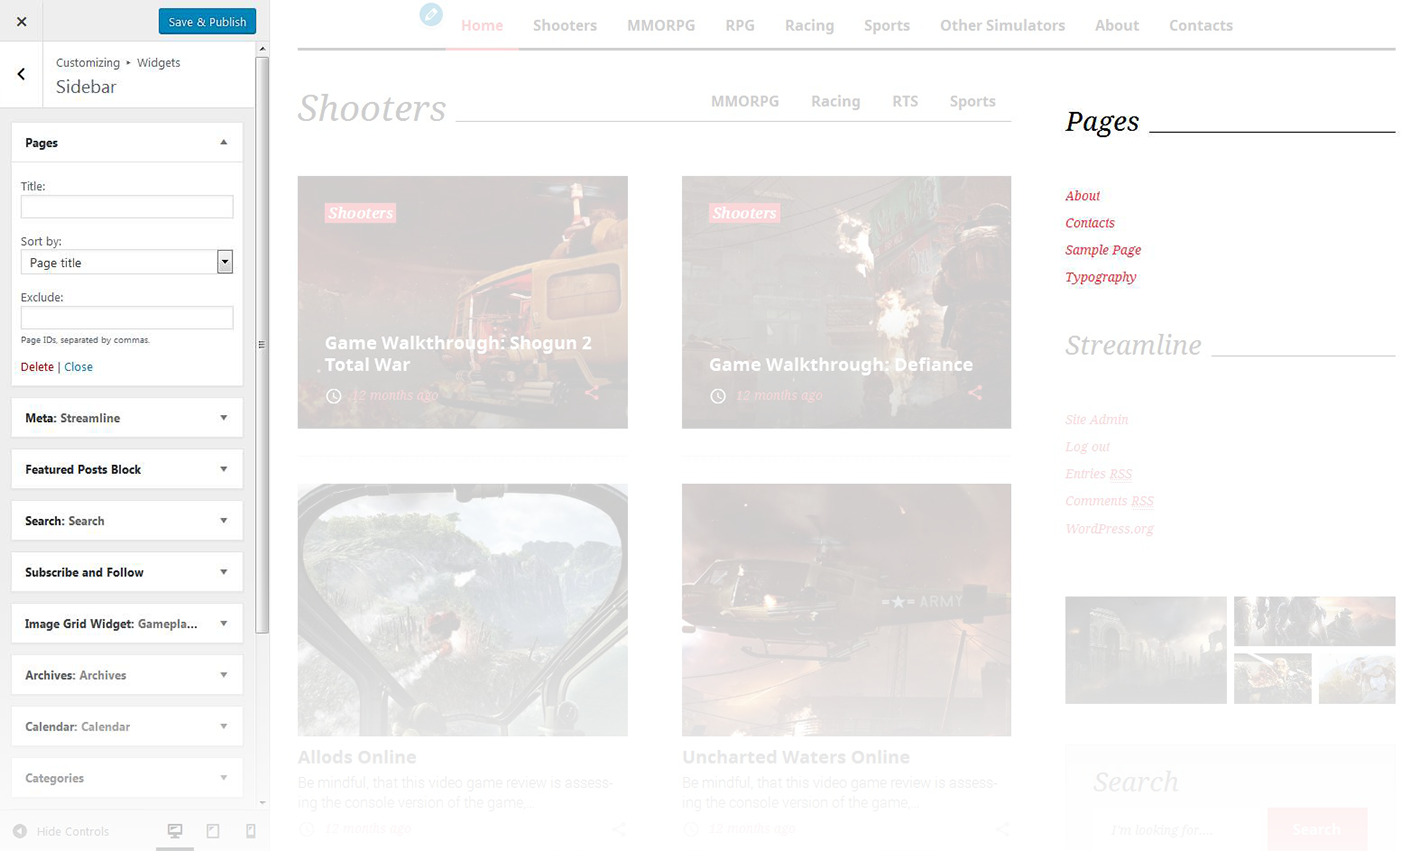 Save & Publish
Customizing ▸ Widgets
Sidebar
Pages
Title:
Sort by:
Page title
Exclude:
Page IDs, separated by commas.
Delete | Close
Meta: Streamline
Featured Posts Block
Search: Search
Subscribe and Follow
Image Grid Widget: Gamepla...
Archives: Archives
Calendar: Calendar
Categories
Hide Controls
Home Shooters MMORPG RPG Racing Sports Other Simulators About Contacts
Shooters
MMORPG Racing RTS Sports
Shooters
Game Walkthrough: Shogun 2
Total War
12 months ago
Shooters
Game Walkthrough: Defiance
12 months ago
ARMY
Allods Online
Be mindful, that this video game review is assess-
ing the console version of the game,...
12 months ago
Uncharted Waters Online
Be mindful, that this video game review is assess-
ing the console version of the game,...
12 months ago
Pages
About
Contacts
Sample Page
Typography
Streamline
Site Admin
Log out
Entries RSS
Comments RSS
WordPress.org
Search
I'm looking for....
Search